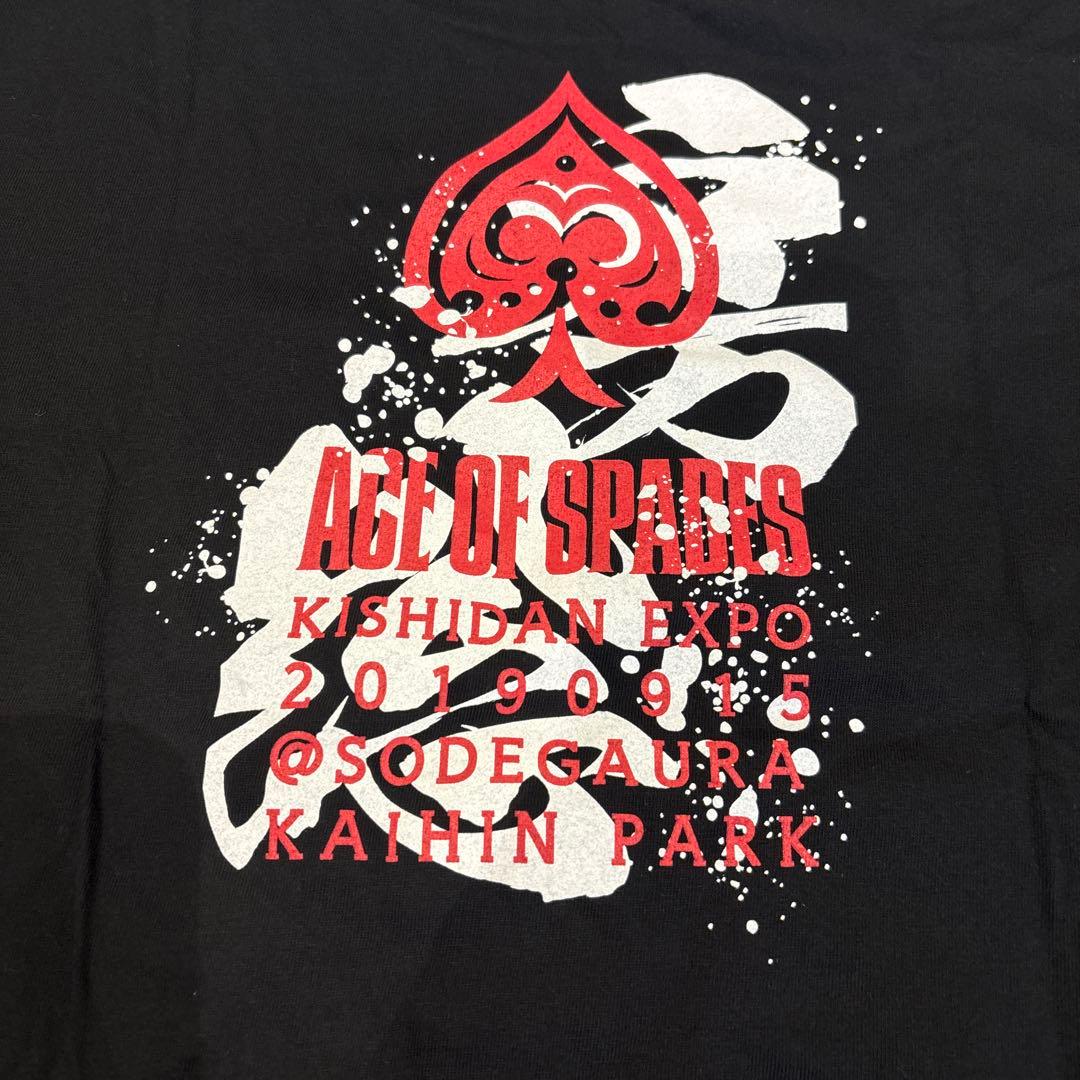 ACE OF SPADES
KISHIDAN EXPO
20190915
@SODEGAURA
KAIHIN PARK